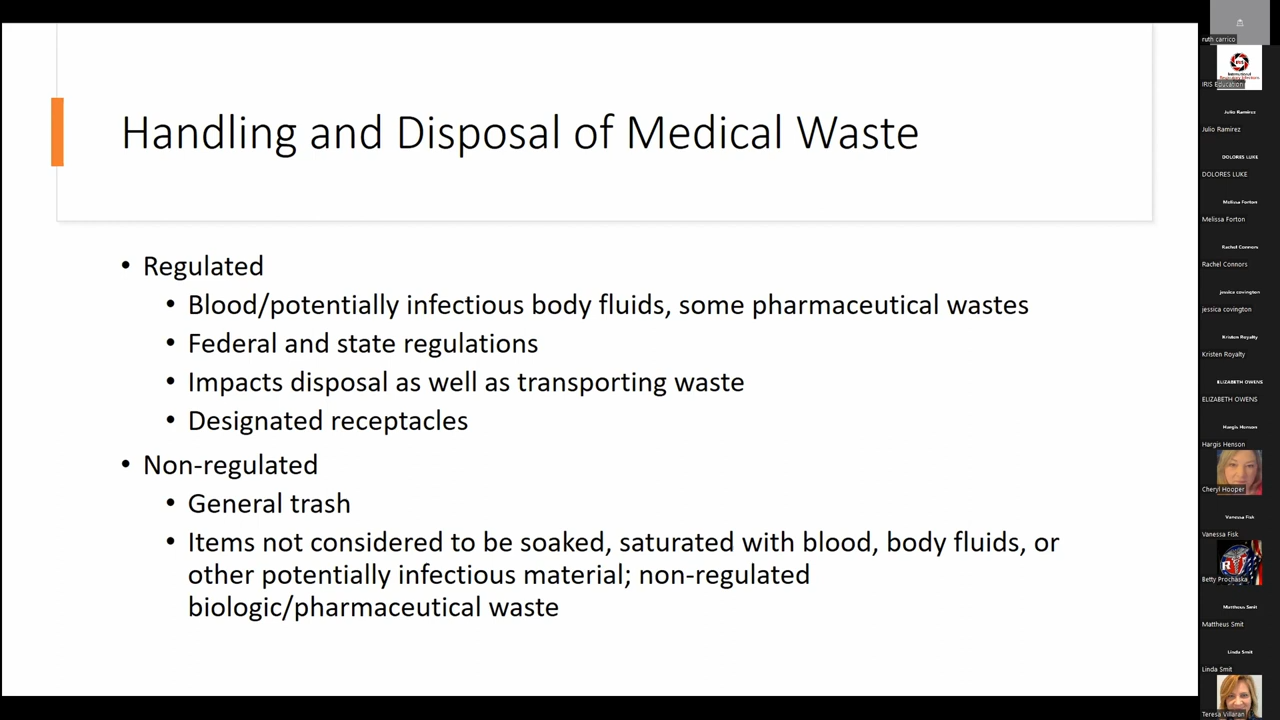 Handling and Disposal of Medical Waste
• Regulated
• Blood/potentially infectious body fluids, some pharmaceutical wastes
• Federal and state regulations
• Impacts disposal as well as transporting waste
• Designated receptacles
• Non-regulated
• General trash
• Items not considered to be soaked, saturated with blood, body fluids, or
other potentially infectious material; non-regulated
biologic/pharmaceutical waste
ruth carrico
IRIS
IRIS Education
Julio Ramirez
Julio Ramirez
DOLORES LUKE
DOLORES LUKE
Melissa Forton
Melissa Forton
Rachel Connors
Rachel Connors
jessica covington
jessica covington
Kristen Royalty
Kristen Royalty
ELIZABETH OWENS
ELIZABETH OWENS
Hargis Henson
Hargis Henson
Cheryl Hooper
Vanessa Fisk
Vanessa Fisk
Betty Prochaska
Mattheus Smit
Mattheus Smit
Linda Smit
Linda Smit
Teresa Villaran